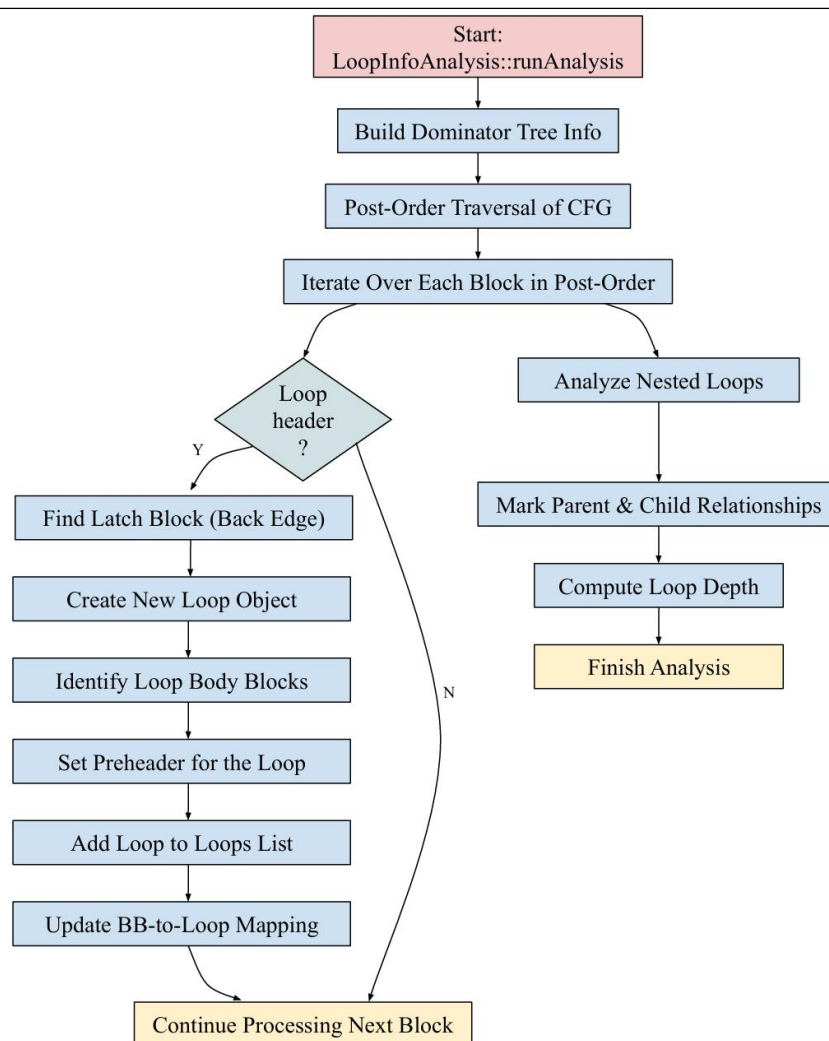 Start:
LoopInfoAnalysis::runAnalysis
Build Dominator Tree Info
Post-Order Traversal of CFG
Iterate Over Each Block in Post-Order
Loop
header
?
Y
N
Find Latch Block (Back Edge)
Create New Loop Object
Identify Loop Body Blocks
Set Preheader for the Loop
Add Loop to Loops List
Update BB-to-Loop Mapping
Continue Processing Next Block
Analyze Nested Loops
Mark Parent & Child Relationships
Compute Loop Depth
Finish Analysis